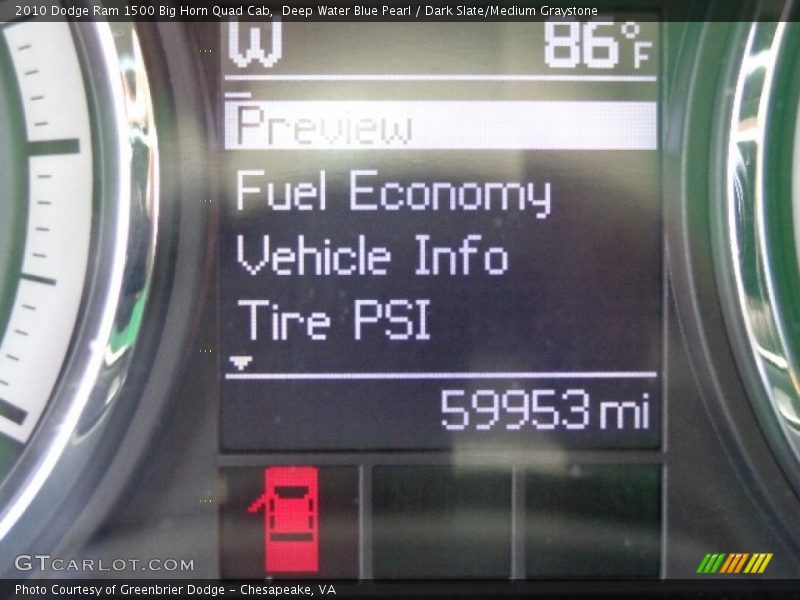 2010 Dodge Ram 1500 Big Horn Quad Cab, Deep Water Blue Pearl / Dark Slate/Medium Graystone
W 86°F
Preview
Fuel Economy
Vehicle Info
Tire PSI
59953 mi
GTCARLOT.COM
Photo Courtesy of Greenbrier Dodge - Chesapeake, VA